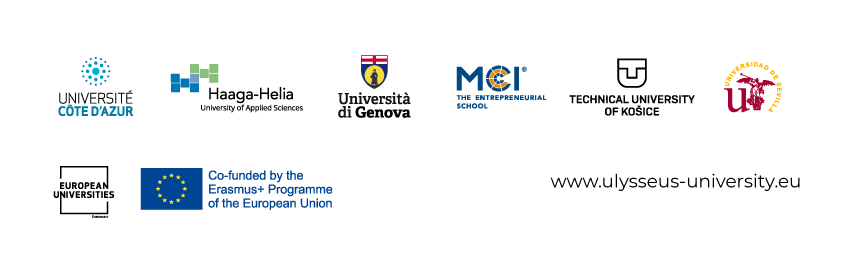 UNIVERSITÉ
CÔTE D'AZUR
Haaga-Helia
University of Applied Sciences
Università
di Genova
MCI®
THE ENTREPRENEURIAL
SCHOOL
TECHNICAL UNIVERSITY
OF KOŠICE
UNIVERSIDAD DE SEVILLA
us
EUROPEAN
UNIVERSITIES
Co-funded by the
Erasmus+ Programme
of the European Union
www.ulysseus-university.eu